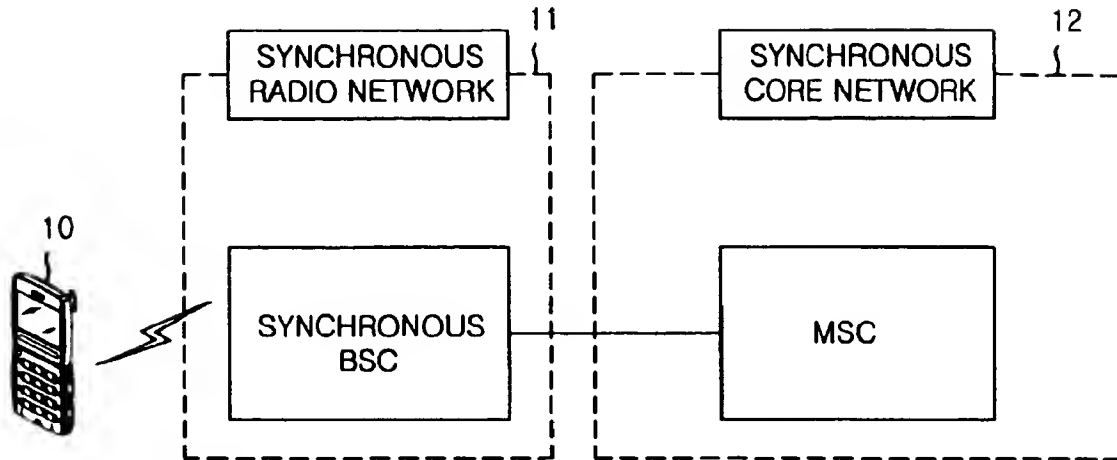 11
12
SYNCHRONOUS
RADIO NETWORK
SYNCHRONOUS
CORE NETWORK
10
SYNCHRONOUS
BSC
MSC